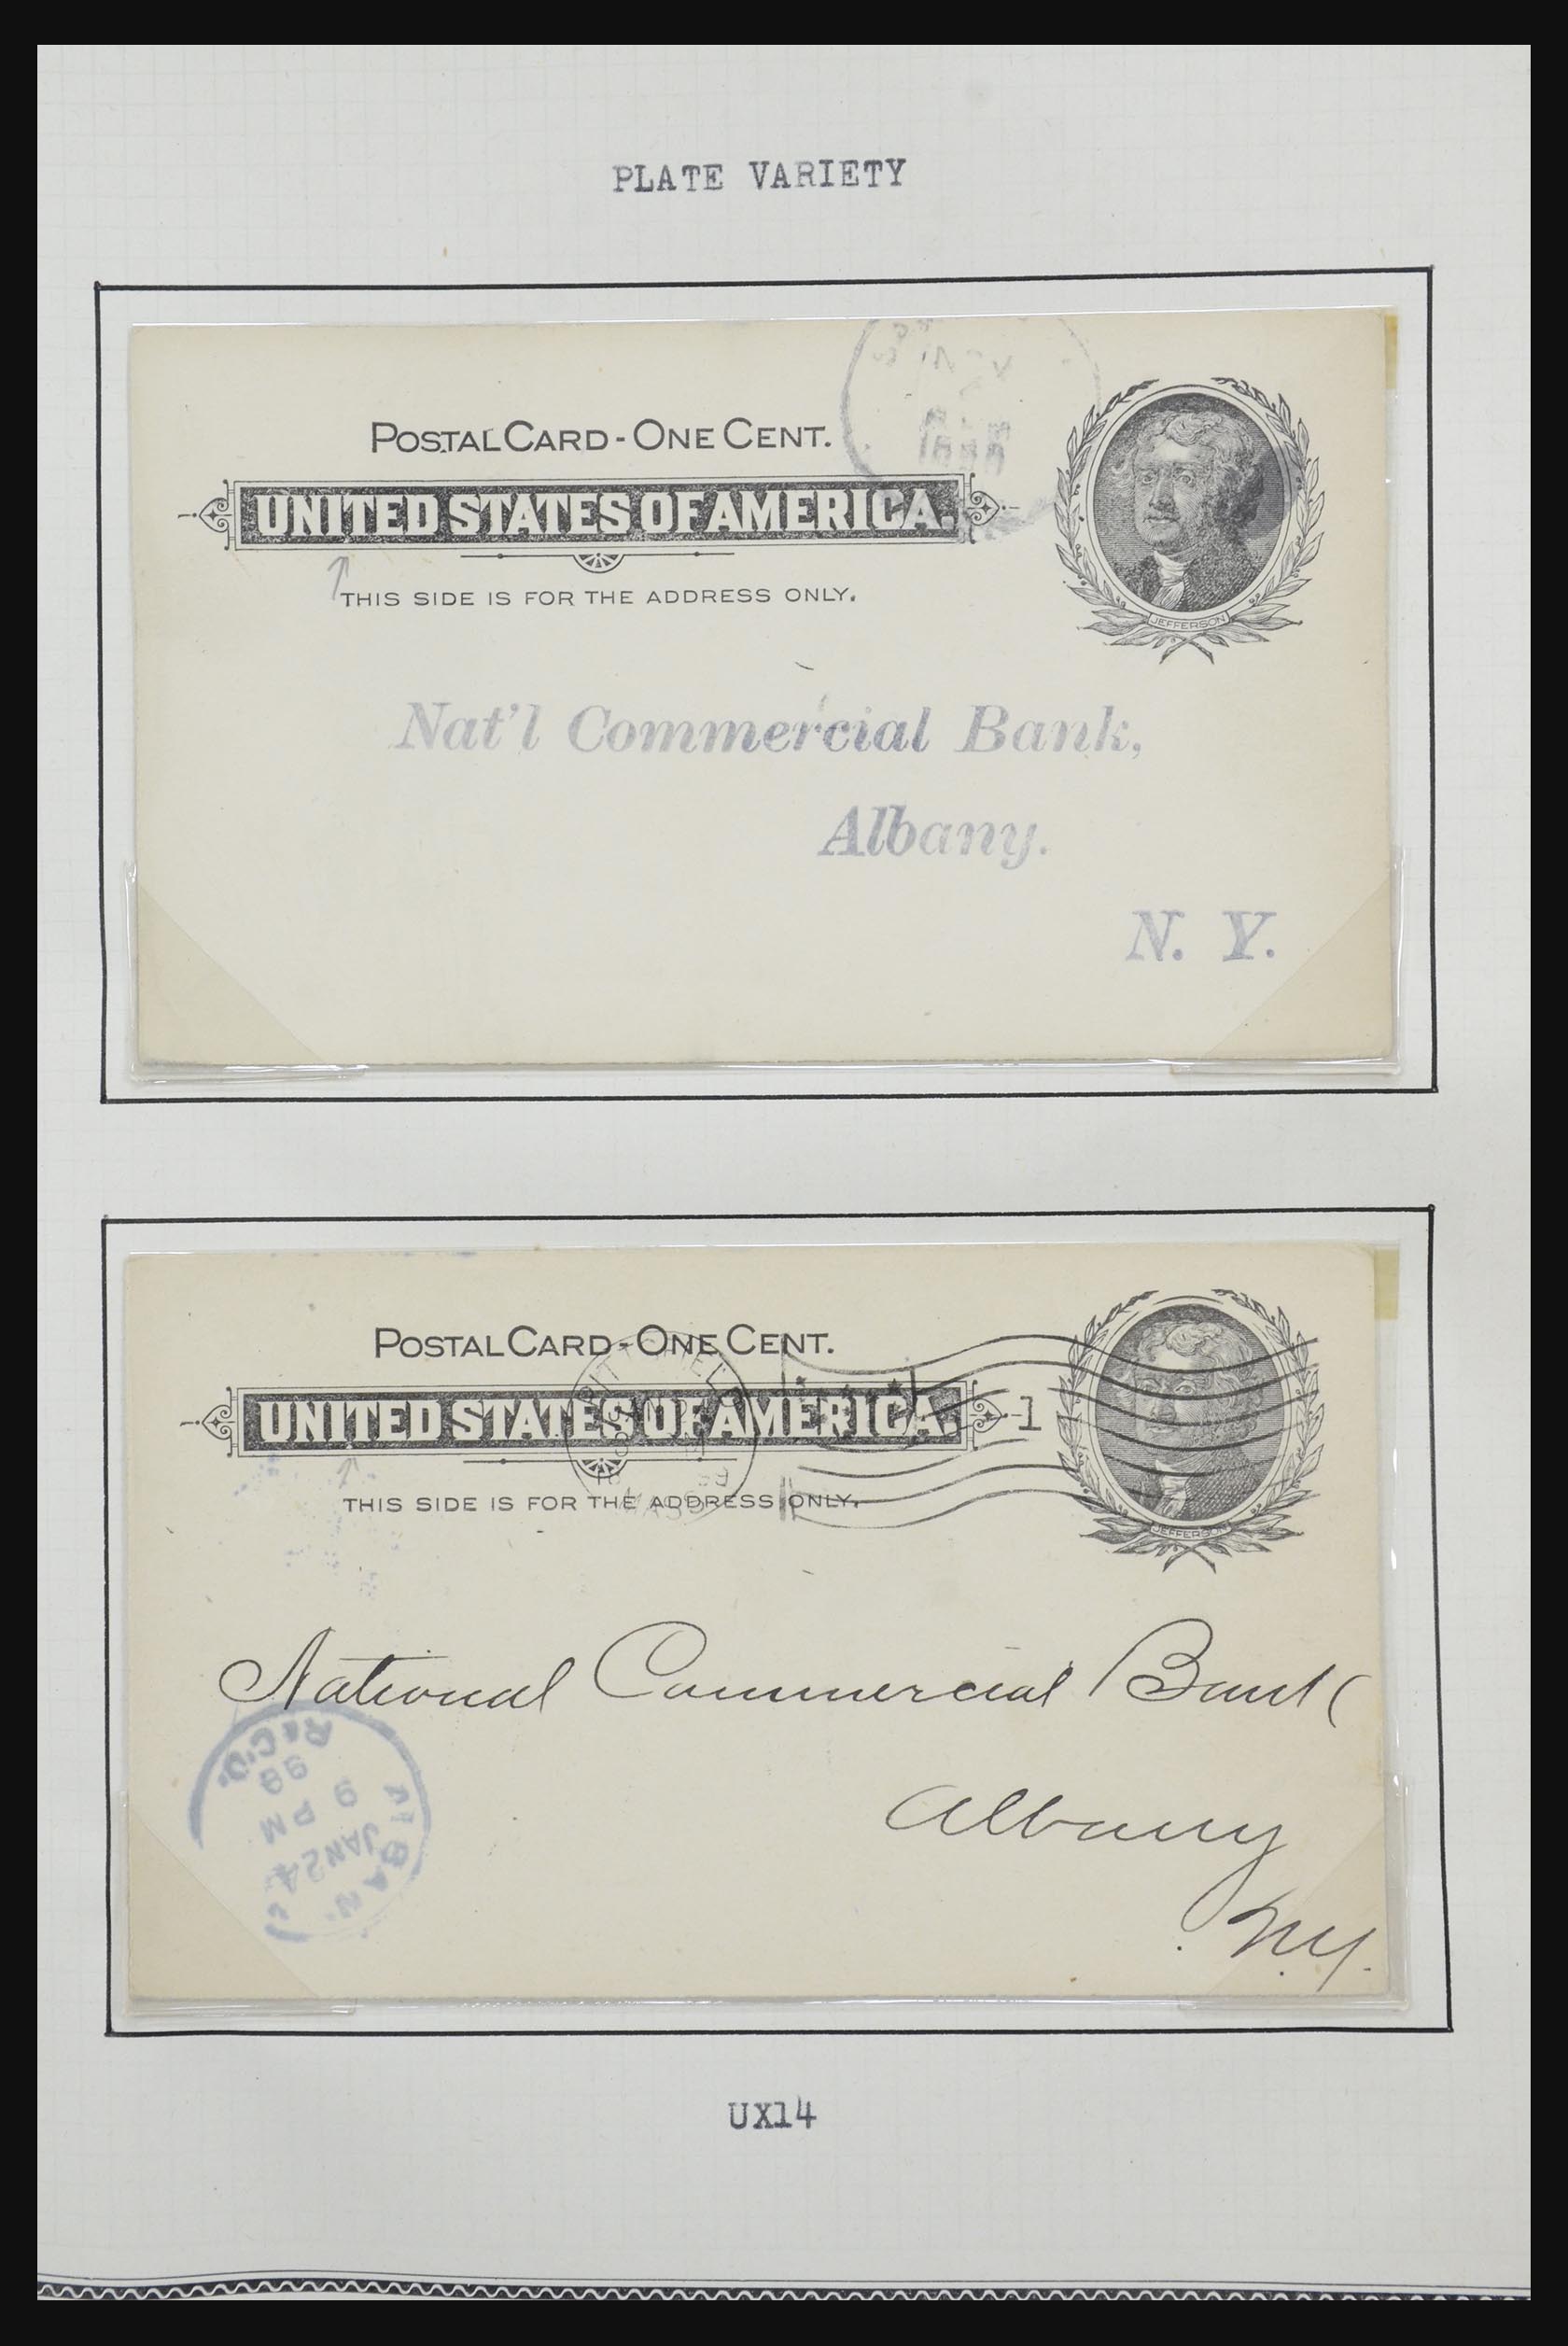 PLATE VARIETY
POSTAL CARD - ONE CENT.
UNITED STATES OF AMERICA.
THIS SIDE IS FOR THE ADDRESS ONLY.
JEFFERSON
Nat'l Commercial Bank,
Albany.
N. Y.
POSTAL CARD - ONE CENT.
UNITED STATES OF AMERICA.
1
THIS SIDE IS FOR THE ADDRESS ONLY.
JEFFERSON
National Commercial Bank
Albany
N.Y.
REC'D.
99
9 PM
JAN 24
UX14